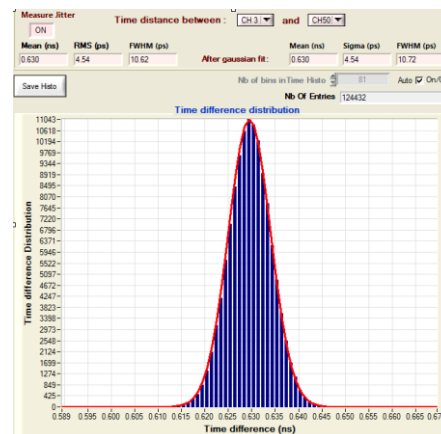 Measure Jitter
ON
Time distance between : CH 3 and CH50
Mean (ns) RMS (ps) FWHM (ps) Mean (ns) Sigma (ps) FWHM (ps)
0.630 4.54 10.62 After gaussian fit: 0.630 4.54 10.72
Save Histo
Nb of bins in Time Histo 81 Auto On/
Nb Of Entries 124432
Time difference distribution
Time difference Distribution
11043
10618
10194
9769
9344
8919
8495
8070
7645
7220
6796
6371
5946
5522
5097
4672
4247
3823
3398
2973
2548
2124
1699
1274
849
425
0
0.589 0.595 0.600 0.605 0.610 0.615 0.620 0.625 0.630 0.635 0.640 0.645 0.650 0.655 0.660 0.665 0.67
Time difference (ns)